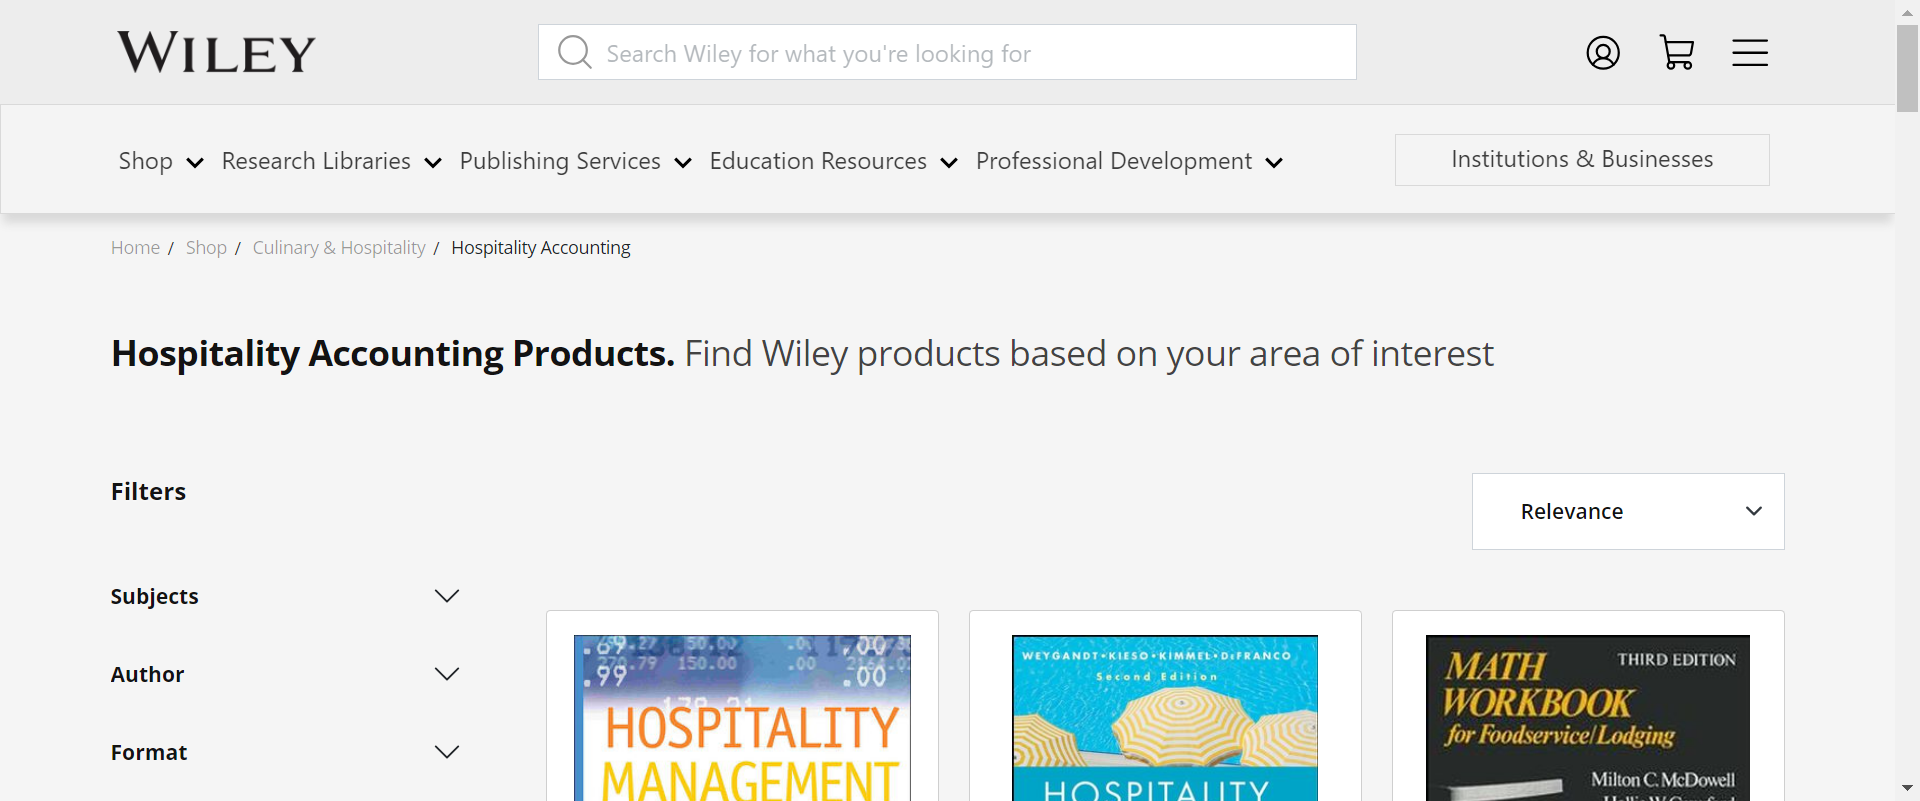 WILEY
Search Wiley for what you're looking for
Shop
Research Libraries
Publishing Services
Education Resources
Professional Development
Institutions & Businesses
Home / Shop / Culinary & Hospitality / Hospitality Accounting
Hospitality Accounting Products. Find Wiley products based on your area of interest
Filters
Relevance
Subjects
Author
Format
HOSPITALITY
MANAGEMENT
WEYGANDT•KIESO•KIMMEL•DeFRANCO
Second Edition
HOSPITALITY
MATH
WORKBOOK
for Foodservice/Lodging
THIRD EDITION
Milton C. McDowell